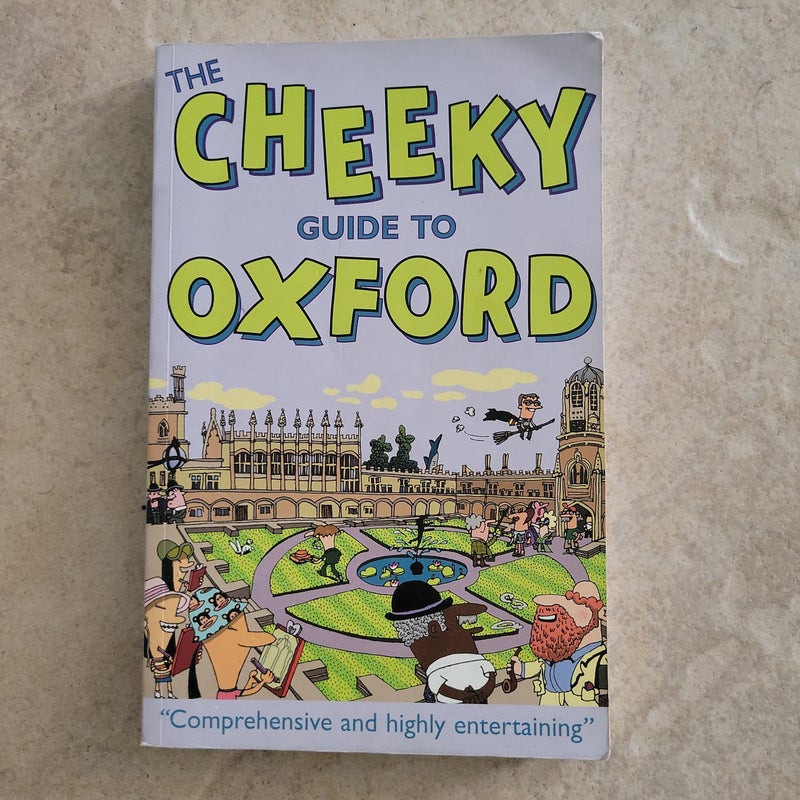 THE
CHEEKY
GUIDE TO
OXFORD
“Comprehensive and highly entertaining”